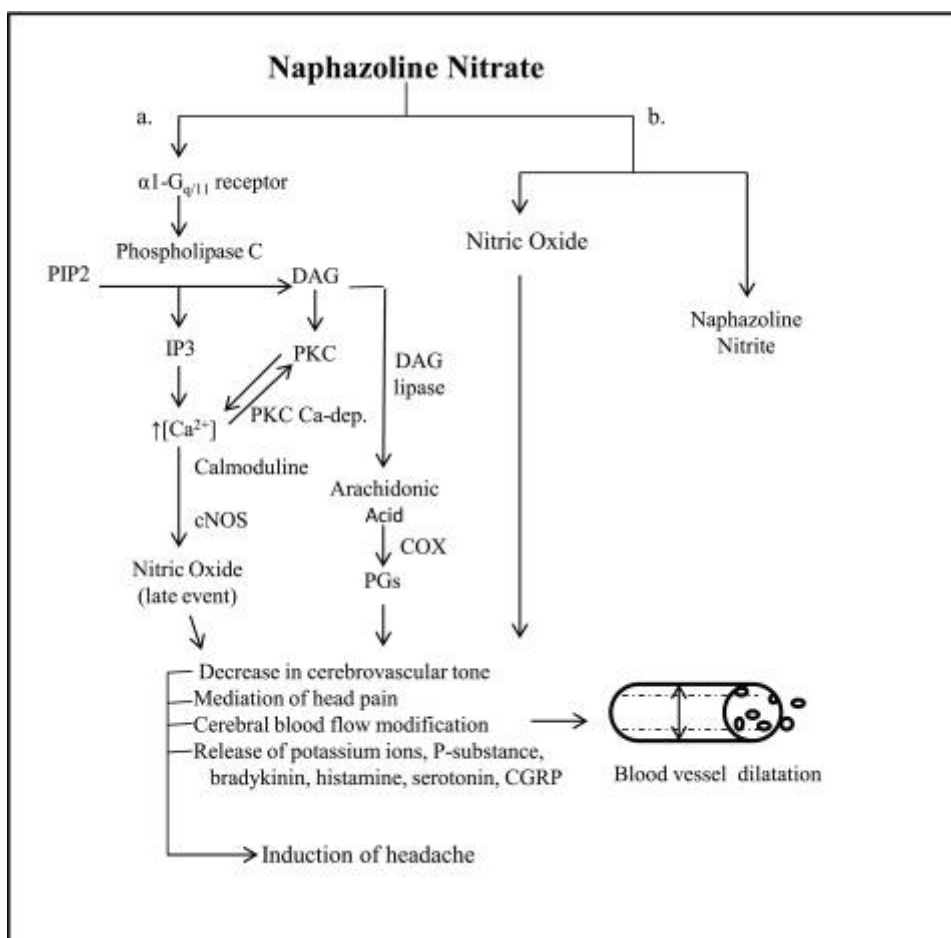 Naphazoline Nitrate
a.
b.
α1-Gq/11 receptor
Phospholipase C
PIP2
DAG
IP3
PKC
DAG
lipase
PKC Ca-dep.
↑[Ca²⁺]
Calmoduline
cNOS
Nitric Oxide
(late event)
Arachidonic
Acid
COX
PGs
Nitric Oxide
Naphazoline
Nitrite
Decrease in cerebrovascular tone
Mediation of head pain
Cerebral blood flow modification
Release of potassium ions, P-substance,
bradykinin, histamine, serotonin, CGRP
Blood vessel dilatation
Induction of headache